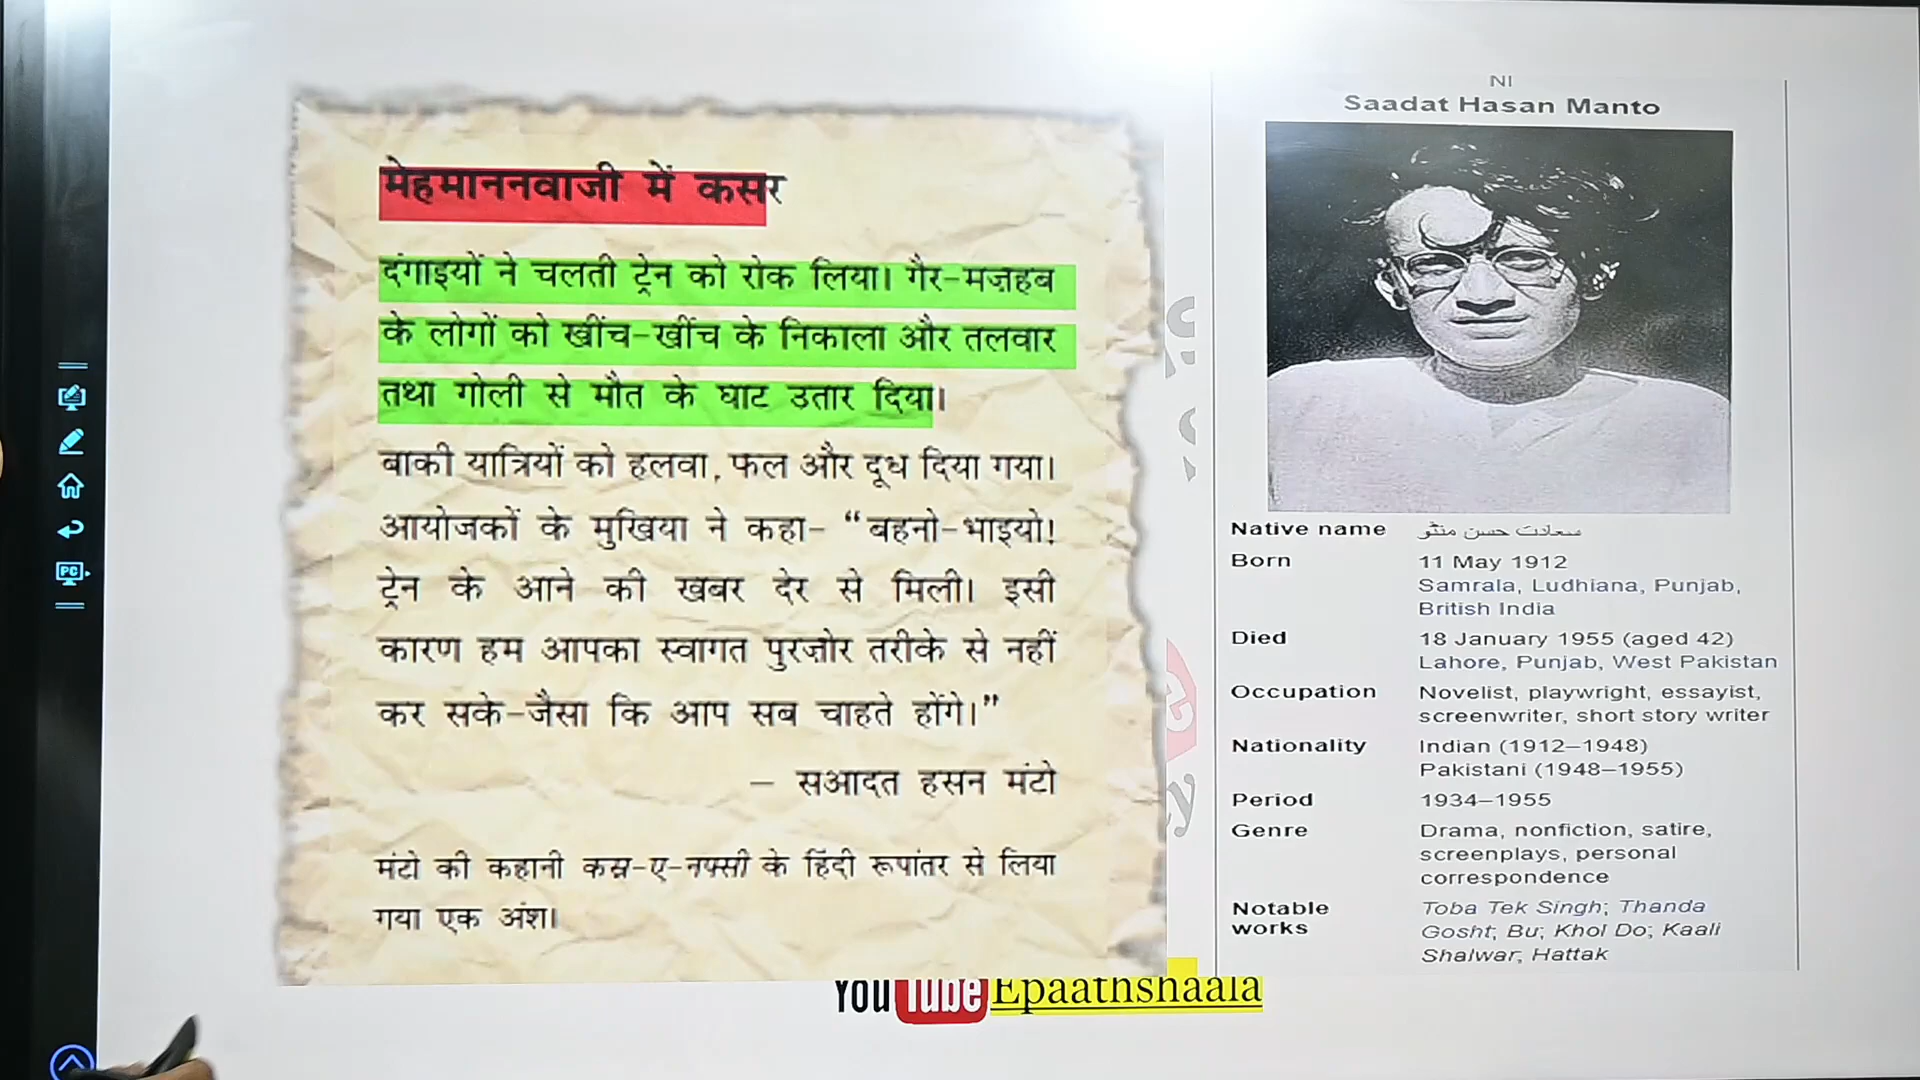 मेहमाननवाजी में कसर
दंगाइयों ने चलती ट्रेन को रोक लिया। गैर-मज़हब
के लोगों को खींच-खींच के निकाला और तलवार
तथा गोली से मौत के घाट उतार दिया।
बाकी यात्रियों को हलवा, फल और दूध दिया गया।
आयोजकों के मुखिया ने कहा- “बहनो-भाइयो!
ट्रेन के आने की खबर देर से मिली। इसी
कारण हम आपका स्वागत पुरज़ोर तरीके से नहीं
कर सके-जैसा कि आप सब चाहते होंगे।”
– सआदत हसन मंटो
मंटो की कहानी कस्र-ए-नफ्सी के हिंदी रूपांतर से लिया
गया एक अंश।
NI
Saadat Hasan Manto
Native name سعادت حسن منٹو
Born 11 May 1912
Samrala, Ludhiana, Punjab,
British India
Died 18 January 1955 (aged 42)
Lahore, Punjab, West Pakistan
Occupation Novelist, playwright, essayist,
screenwriter, short story writer
Nationality Indian (1912–1948)
Pakistani (1948–1955)
Period 1934–1955
Genre Drama, nonfiction, satire,
screenplays, personal
correspondence
Notable Toba Tek Singh; Thanda
works Gosht; Bu; Khol Do; Kaali
Shalwar; Hattak
YouTube Epaathshaala
PC